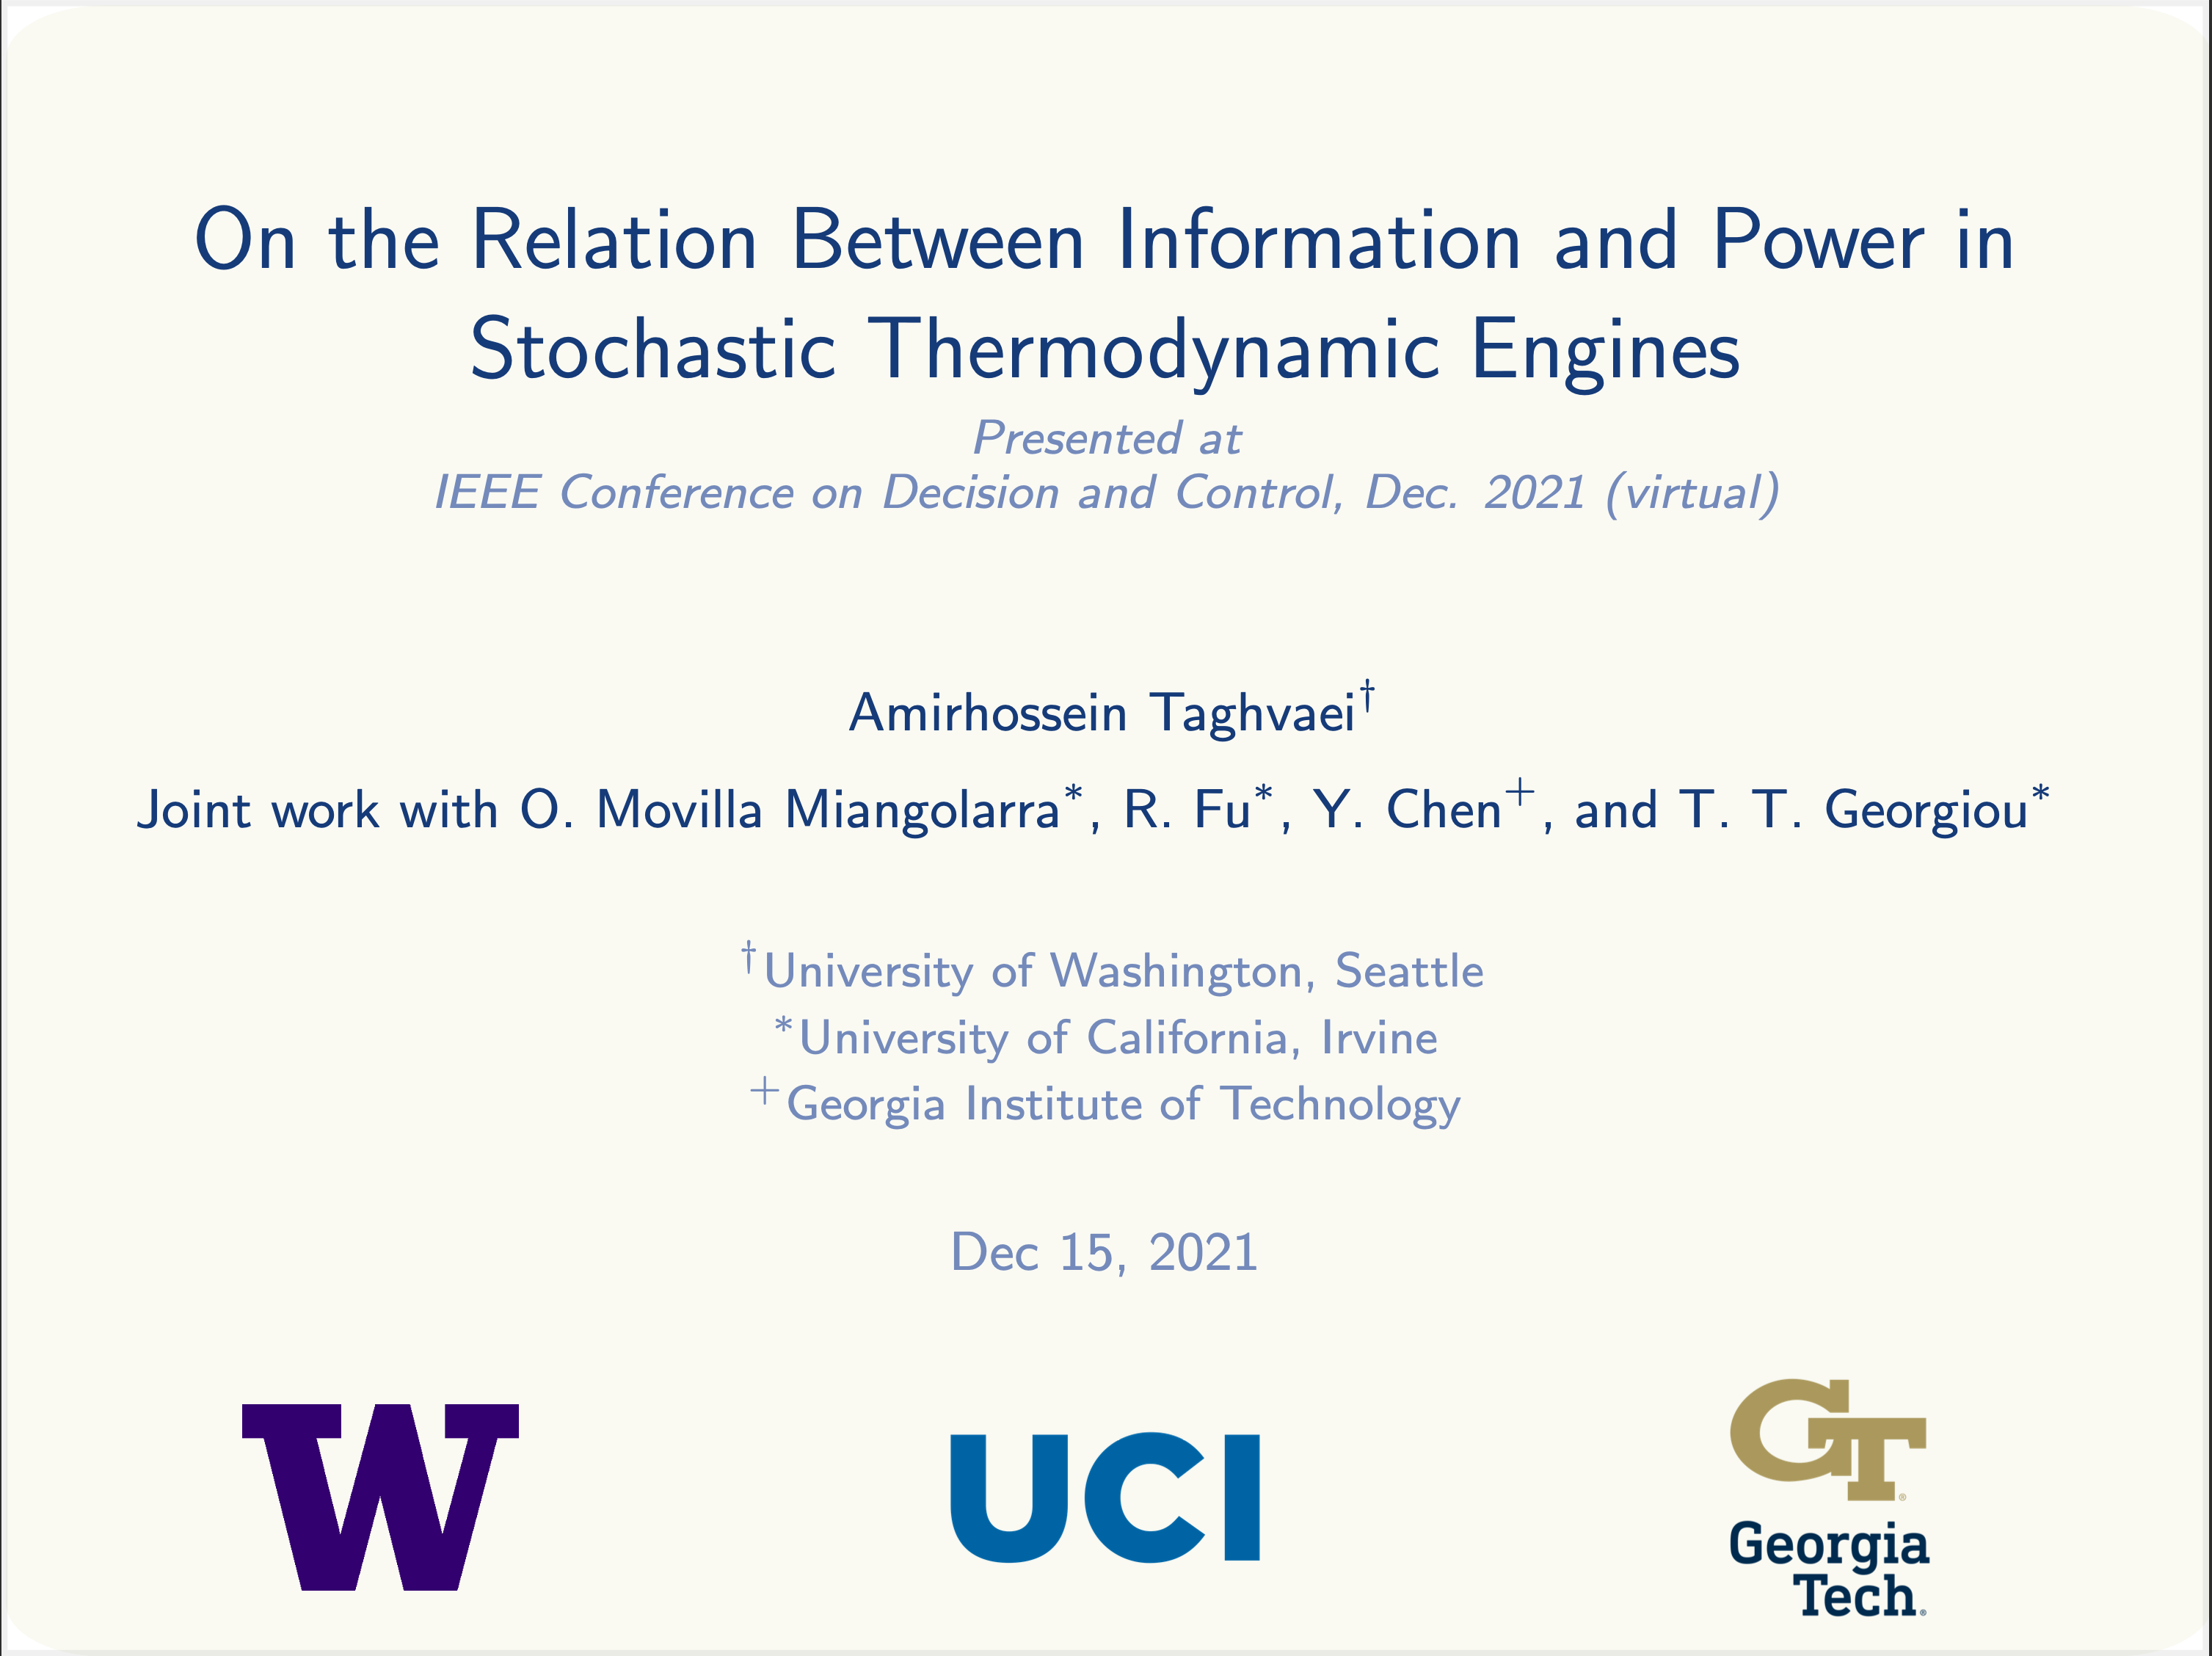 On the Relation Between Information and Power in
Stochastic Thermodynamic Engines
Presented at
IEEE Conference on Decision and Control, Dec. 2021 (virtual)
Amirhossein Taghvaei†
Joint work with O. Movilla Miangolarra*, R. Fu*, Y. Chen+, and T. T. Georgiou*
†University of Washington, Seattle
*University of California, Irvine
+Georgia Institute of Technology
Dec 15, 2021
W
UCI
GT®
Georgia
Tech®